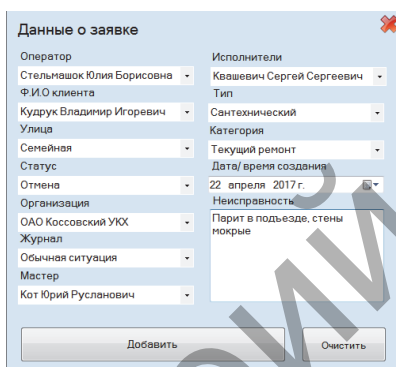 Данные о заявке
Оператор
Стельмашок Юлия Борисовна
Ф.И.О клиента
Кудрук Владимир Игоревич
Улица
Семейная
Статус
Отмена
Организация
ОАО Коссовский УКХ
Журнал
Обычная ситуация
Мастер
Кот Юрий Русланович
Исполнители
Квашевич Сергей Сергеевич
Тип
Сантехнический
Категория
Текущий ремонт
Дата/ время создания
22 апреля 2017 г.
Неисправность
Парит в подъезде, стены
мокрые
Добавить
Очистить